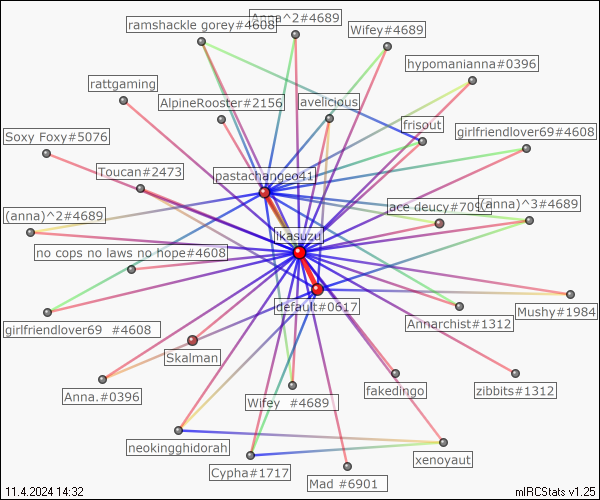 ramshackle gorey#4608
Anna^2#4689
Wifey#4689
hypomanianna#0396
rattgaming
AlpineRooster#2156
avelicious
frisout
girlfriendlover69#4608
Soxy Foxy#5076
Toucan#2473
pastachangeo41
ace deucy#709
(anna)^3#4689
(anna)^2#4689
ikasuzu
no cops no laws no hope#4608
default#0617
Mushy#1984
Annarchist#1312
girlfriendlover69 #4608
Skalman
Anna.#0396
Wifey #4689
fakedingo
zibbits#1312
neokingghidorah
Cypha#1717
xenoyaut
Mad #6901
11.4.2024 14:32
mIRCStats v1.25